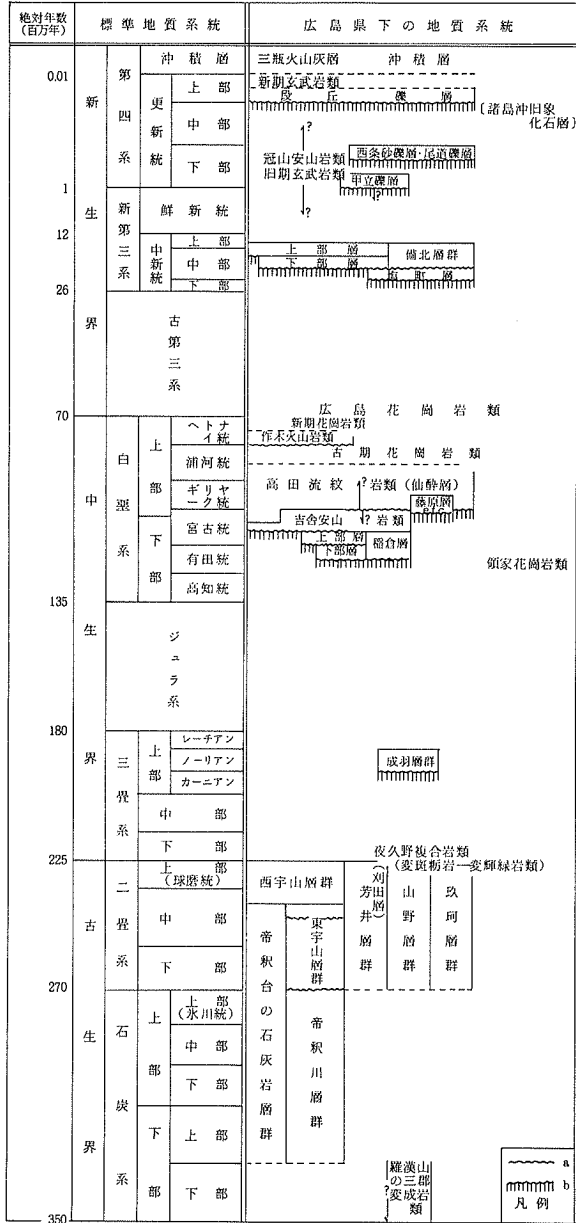 絶対年数
(百万年)
標準地質系統
広島県下の地質系統
0.01
1
12
26
70
135
180
225
270
350
新生界
中生界
古生界
第四系
沖積層
更新統
上部
中部
下部
新第三系
鮮新統
中新統
上部
中部
下部
古第三系
白堊系
上部
ヘトナイ統
浦河統
ギリヤーク統
下部
宮古統
有田統
高知統
ジュラ系
三畳系
上部
レーチアン
ノーリアン
カーニアン
中部
下部
二畳系
上部
(球磨統)
中部
下部
石炭系
上部
上部
(氷川統)
中部
下部
下部
上部
下部
三瓶火山灰層 沖積層
新期玄武岩類
段丘礫層
〔諸島沖旧象
化石層〕
?
冠山安山岩類
旧期玄武岩類
?
西条砂礫層・尾道礫層
甲立礫層
?
上部層
下部層
備北層群
塩町層
広島花崗岩類
新期花崗岩類
作木火山岩類
古期花崗岩類
高田流紋岩類(仙酔層)
?
藤原層
etc
吉舎安山岩類
?
上部層
下部層
稲倉層
領家花崗岩類
成羽層群
夜久野複合岩類
(変斑粝岩―変輝緑岩類)
西宇山層群
帝釈台の石灰岩層群
東宇山層群
帝釈川層群
(刈田層)
芳井層群
山野層群
玖珂層群
山郡
漢三成岩
羅の変類
?
a
b
凡例